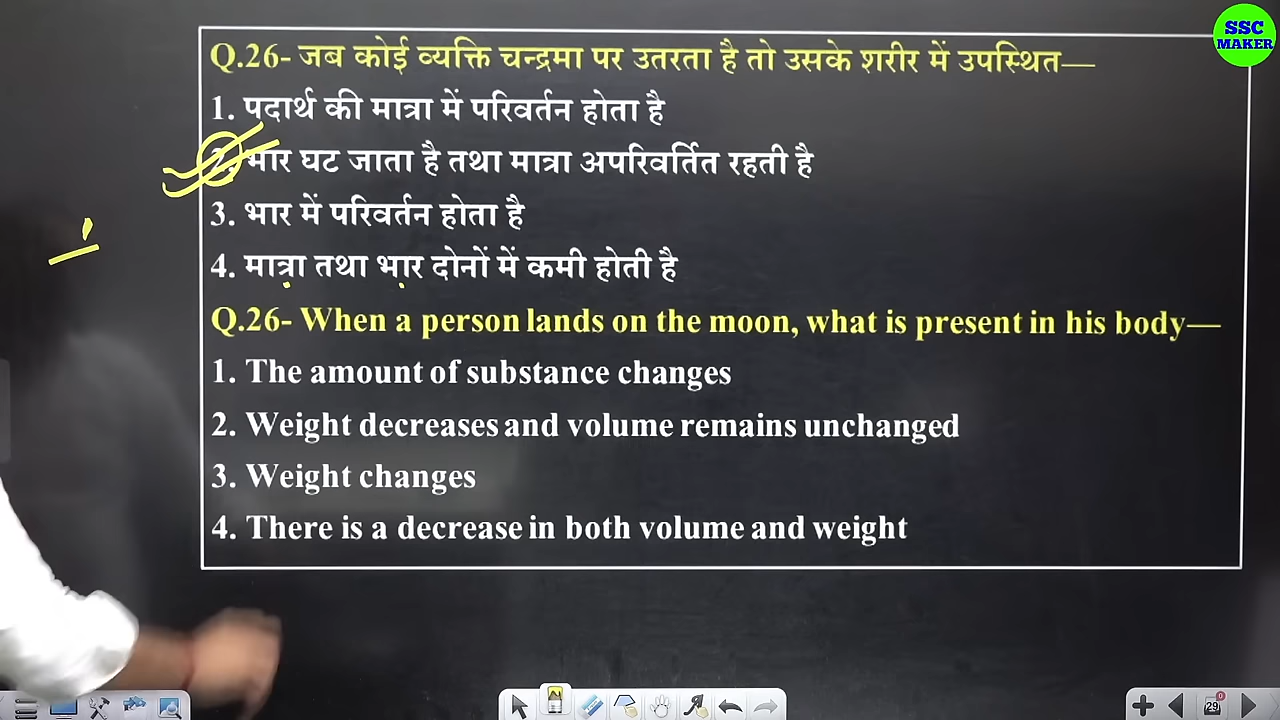 SSC
MAKER
Q.26- जब कोई व्यक्ति चन्द्रमा पर उतरता है तो उसके शरीर में उपस्थित—
1. पदार्थ की मात्रा में परिवर्तन होता है
2. भार घट जाता है तथा मात्रा अपरिवर्तित रहती है
3. भार में परिवर्तन होता है
4. मात्रा तथा भार दोनों में कमी होती है
Q.26- When a person lands on the moon, what is present in his body—
1. The amount of substance changes
2. Weight decreases and volume remains unchanged
3. Weight changes
4. There is a decrease in both volume and weight
29